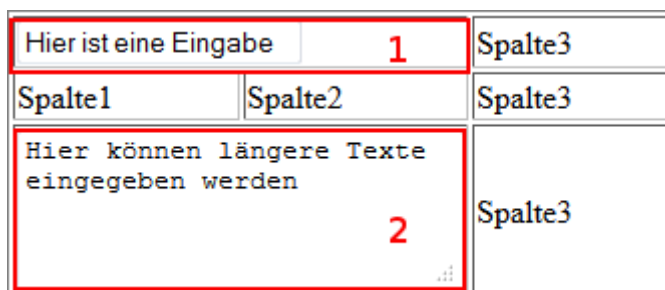 Hier ist eine Eingabe 1 Spalte3
Spalte1 Spalte2 Spalte3
Hier können längere Texte
eingegeben werden
2
Spalte3